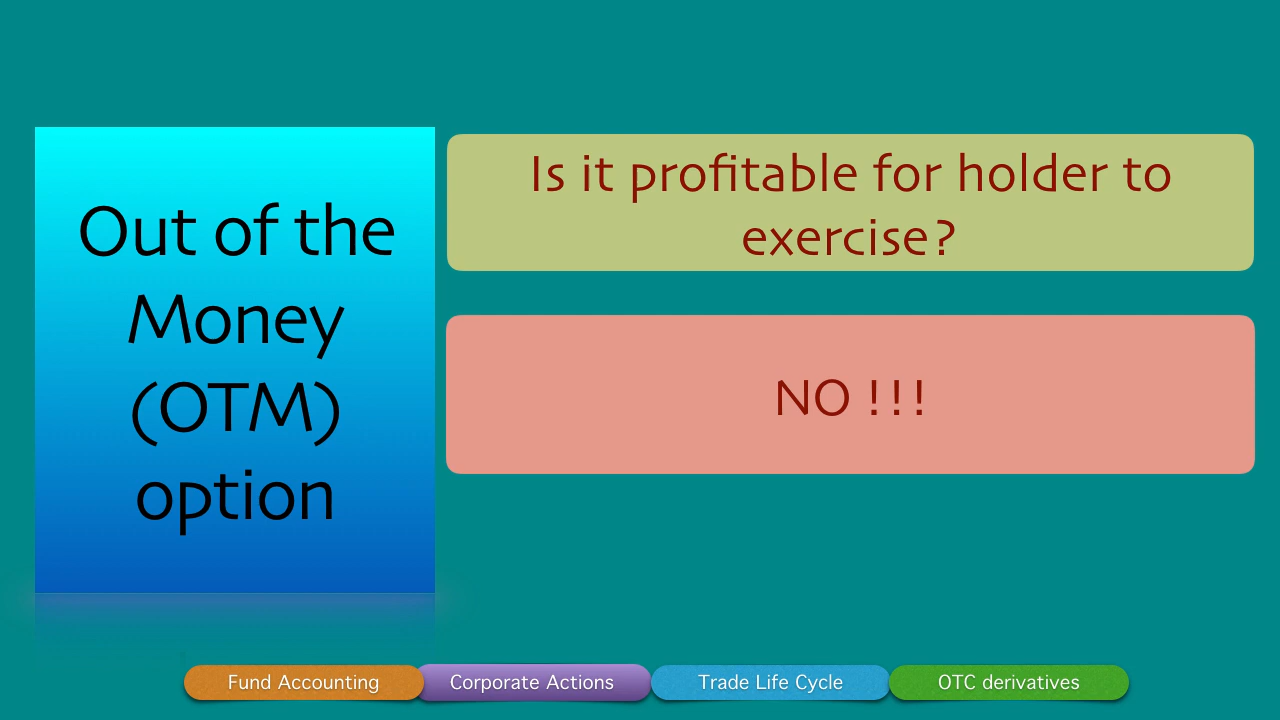 Out of the
Money
(OTM)
option
Is it profitable for holder to
exercise?
NO !!!
Fund Accounting
Corporate Actions
Trade Life Cycle
OTC derivatives